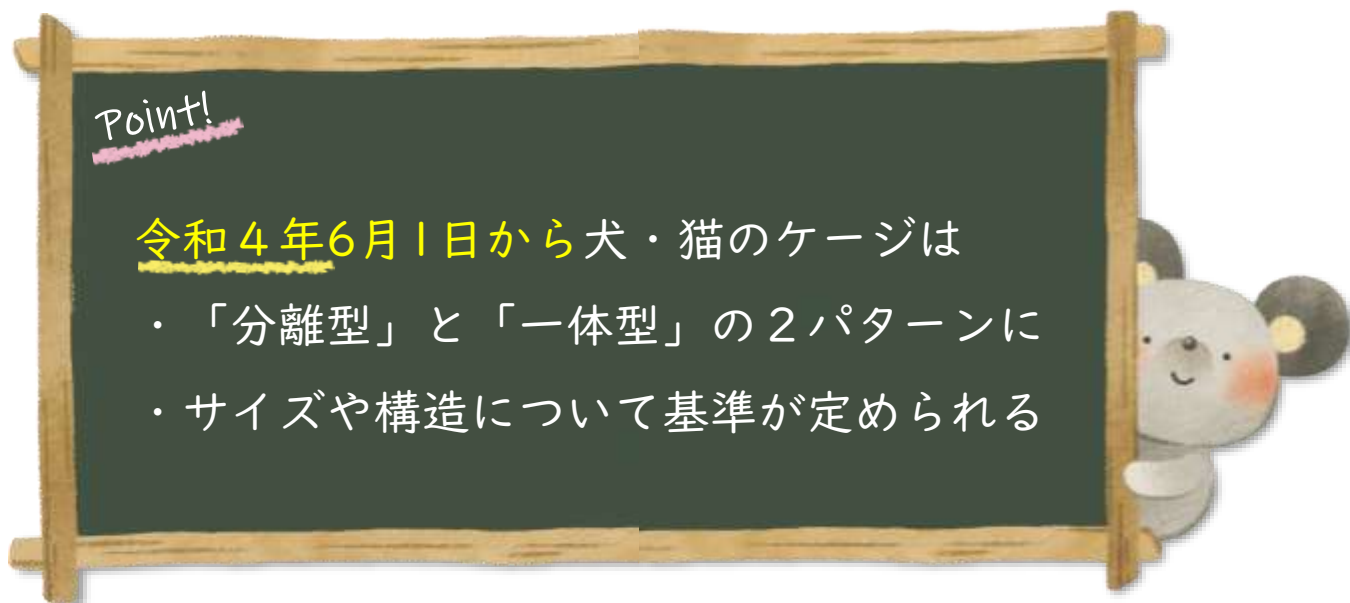 Point!
令和４年6月1日から犬・猫のケージは
・「分離型」と「一体型」の２パターンに
・サイズや構造について基準が定められる